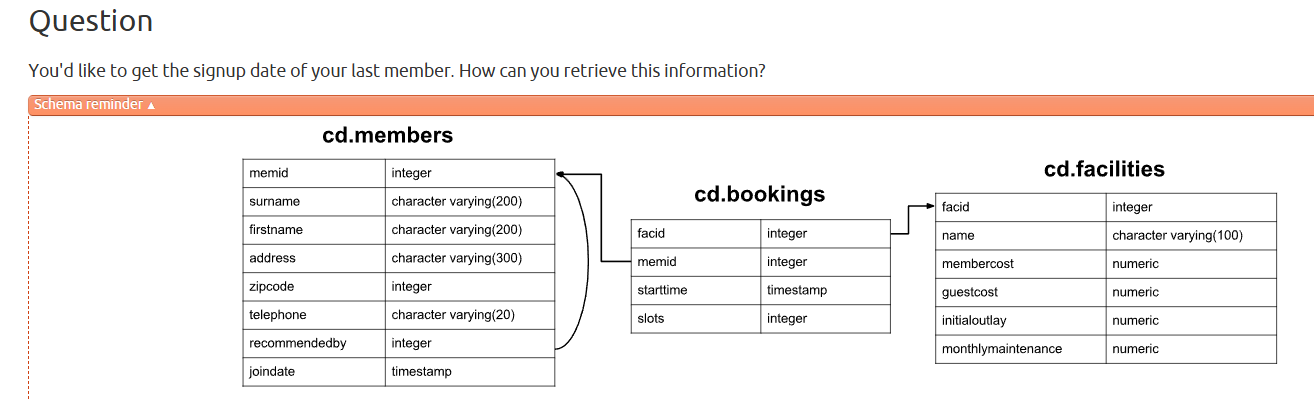 Question
You'd like to get the signup date of your last member. How can you retrieve this information?
Schema reminder ▲
cd.members
memid integer
surname character varying(200)
firstname character varying(200)
address character varying(300)
zipcode integer
telephone character varying(20)
recommendedby integer
joindate timestamp
cd.bookings
facid integer
memid integer
starttime timestamp
slots integer
cd.facilities
facid integer
name character varying(100)
membercost numeric
guestcost numeric
initialoutlay numeric
monthlymaintenance numeric